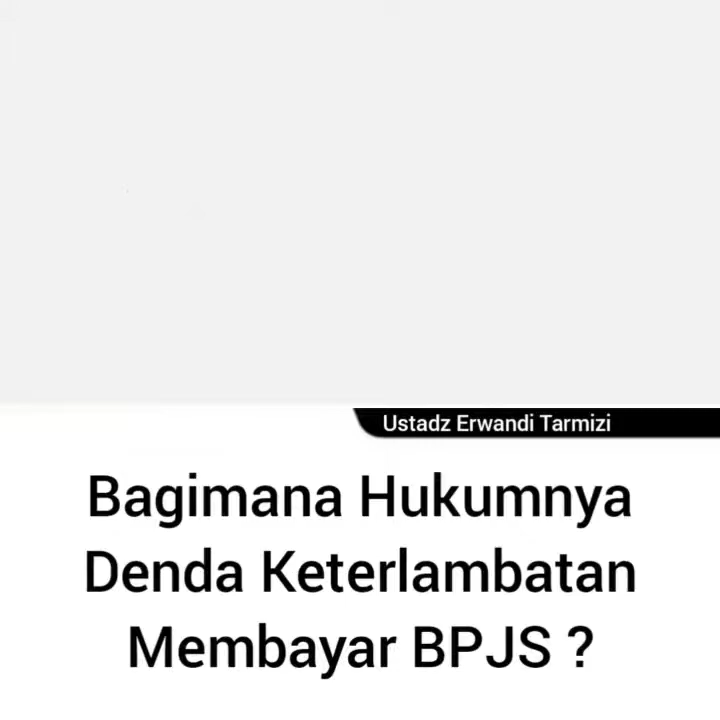 Ustadz Erwandi Tarmizi
Bagimana Hukumnya
Denda Keterlambatan
Membayar BPJS ?